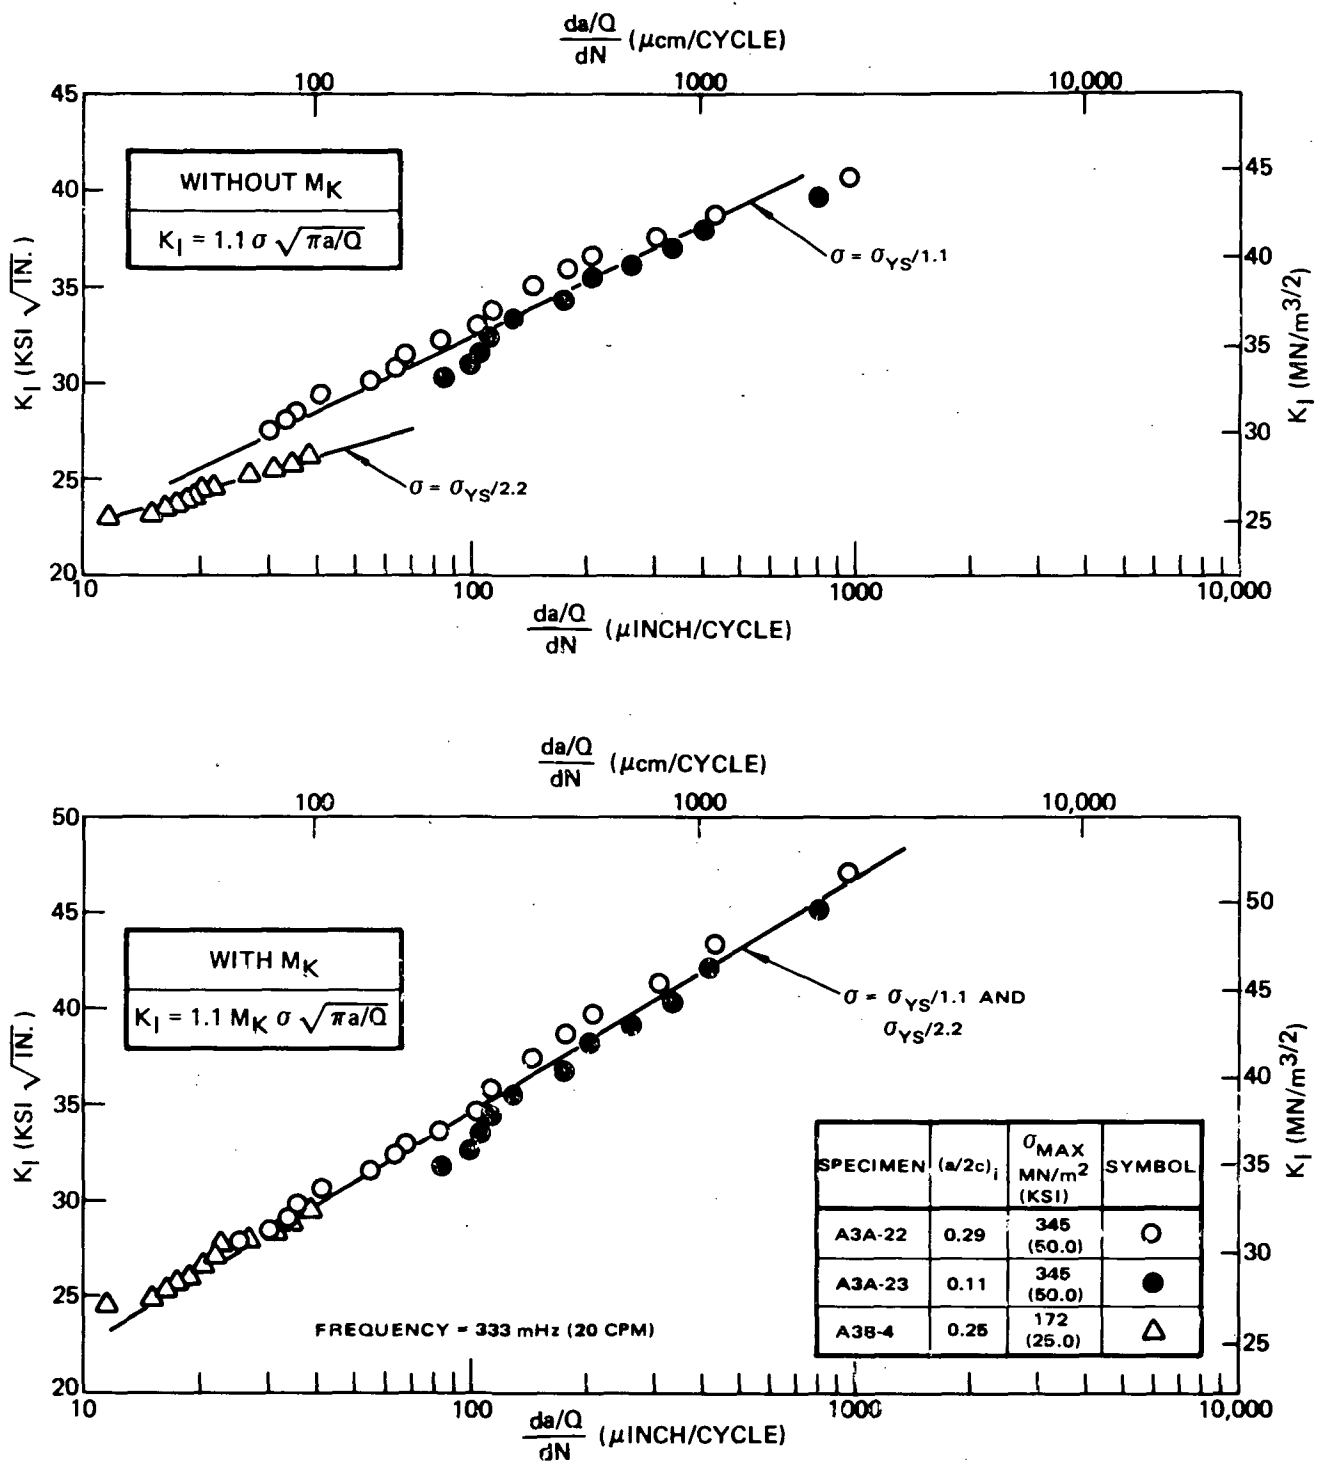 da/Q
dN (μcm/CYCLE)
100 1000 10,000
45
40
35
30
25
20
K_I (KSI √IN.)
WITHOUT M_K
K_I = 1.1 σ √πa/Q
σ = σ_YS/1.1
σ = σ_YS/2.2
45
40
35
30
25
K_I (MN/m^3/2)
10 100 1000 10,000
da/Q
dN (μINCH/CYCLE)
da/Q
dN (μcm/CYCLE)
100 1000 10,000
50
45
40
35
30
25
20
K_I (KSI √IN.)
WITH M_K
K_I = 1.1 M_K σ √πa/Q
σ = σ_YS/1.1 AND
σ_YS/2.2
50
45
40
35
30
25
K_I (MN/m^3/2)
SPECIMEN (a/2c)_i σ_MAX MN/m² (KSI) SYMBOL
A3A-22 0.29 345 (50.0) ○
A3A-23 0.11 345 (50.0) ●
A3B-4 0.25 172 (25.0) △
FREQUENCY = 333 mHz (20 CPM)
10 100 1000 10,000
da/Q
dN (μINCH/CYCLE)